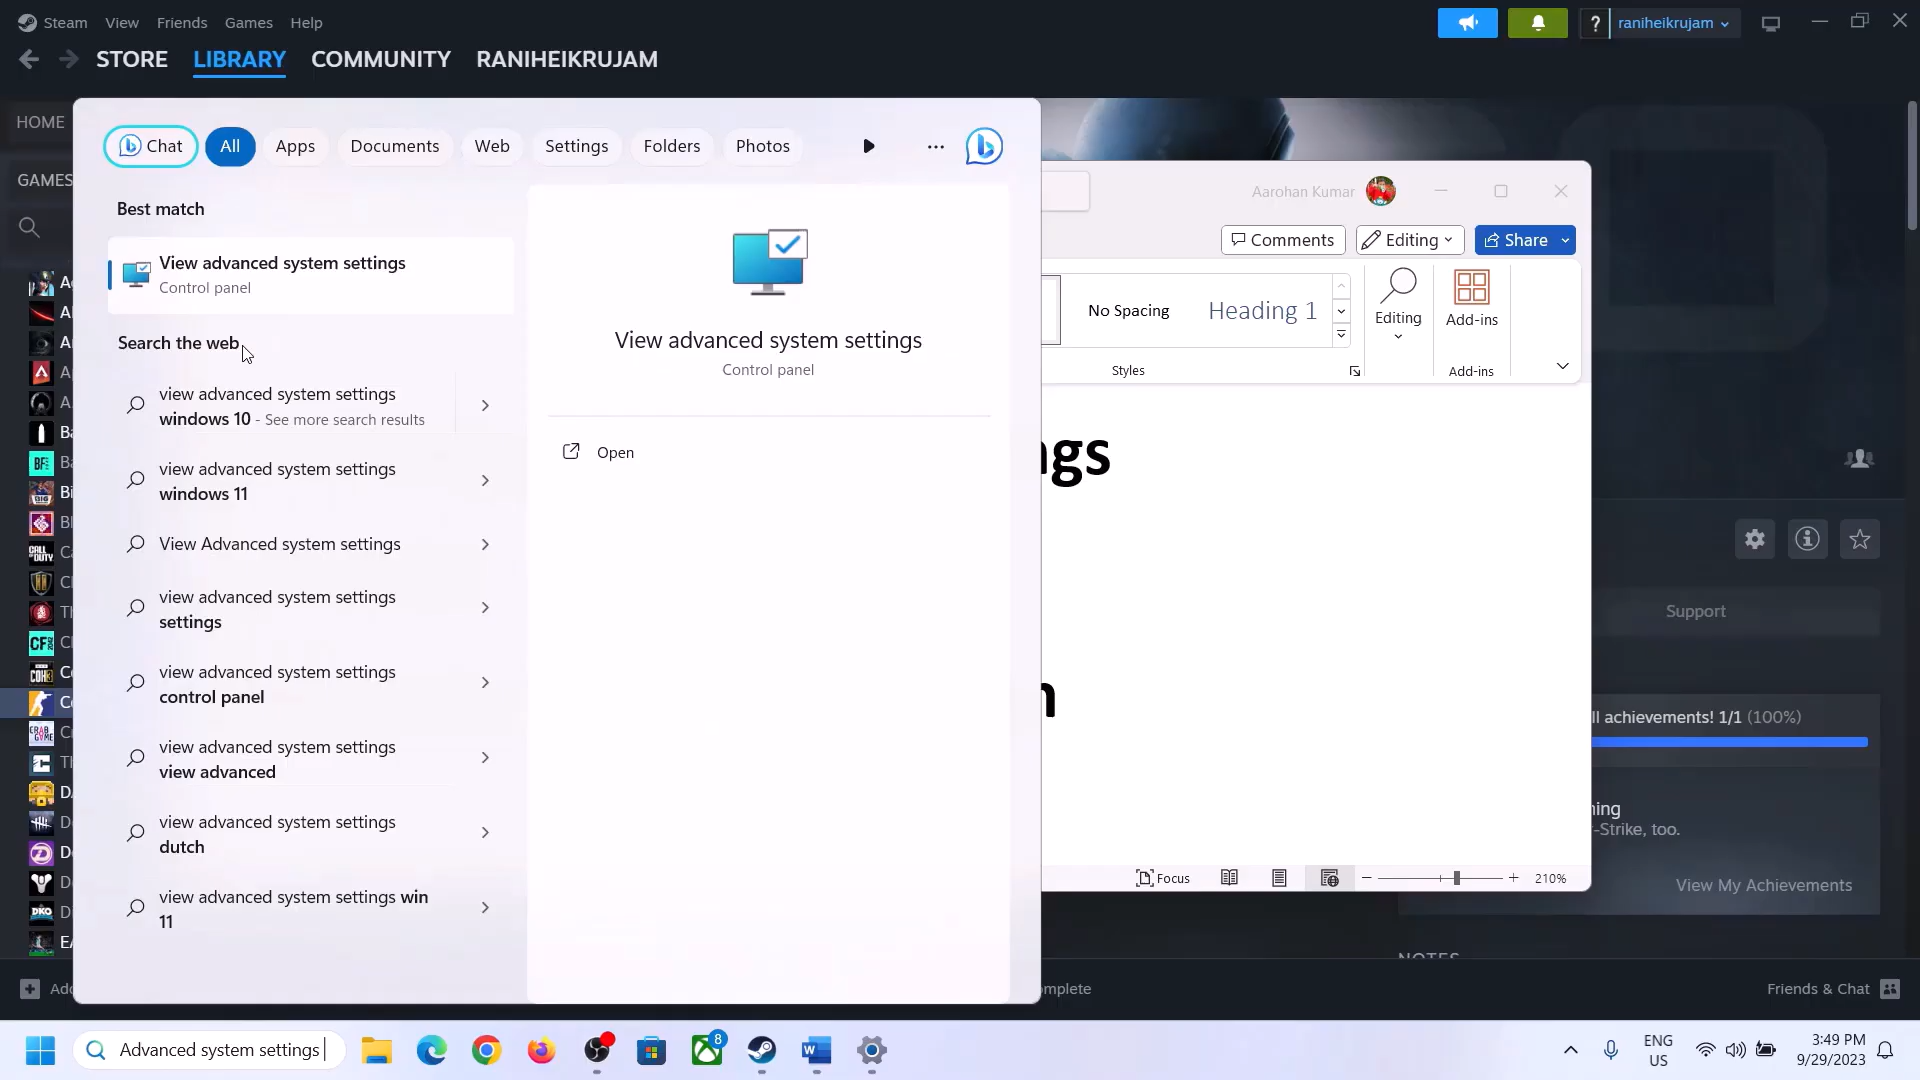 Steam View Friends Games Help
? raniheikrujam
STORE LIBRARY COMMUNITY RANIHEIKRUJAM
HOME
GAMES
Chat All Apps Documents Web Settings Folders Photos
Best match
View advanced system settings
Control panel
Search the web
view advanced system settings
windows 10 - See more search results
view advanced system settings
windows 11
View Advanced system settings
view advanced system settings
settings
view advanced system settings
control panel
view advanced system settings
view advanced
view advanced system settings
dutch
view advanced system settings win
11
View advanced system settings
Control panel
Open
Aarohan Kumar
Comments Editing Share
No Spacing Heading 1
Editing
Add-ins
Styles
Add-ins
ngs
n
Focus
210%
Support
ll achievements! 1/1 (100%)
ning
-Strike, too.
View My Achievements
NOTES
Add
mplete
Friends & Chat
Advanced system settings
8
ENG
US
3:49 PM
9/29/2023